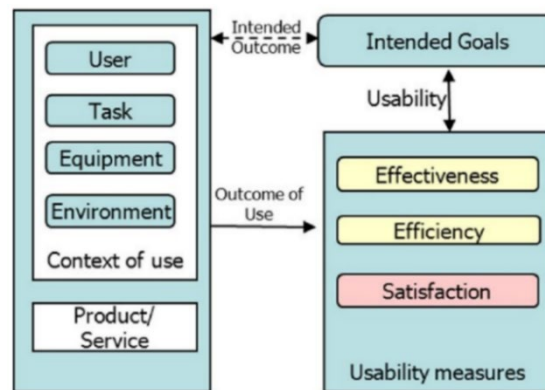 User
Task
Equipment
Environment
Context of use
Product/
Service
Intended
Outcome
Intended Goals
Usability
Outcome of
Use
Effectiveness
Efficiency
Satisfaction
Usability measures